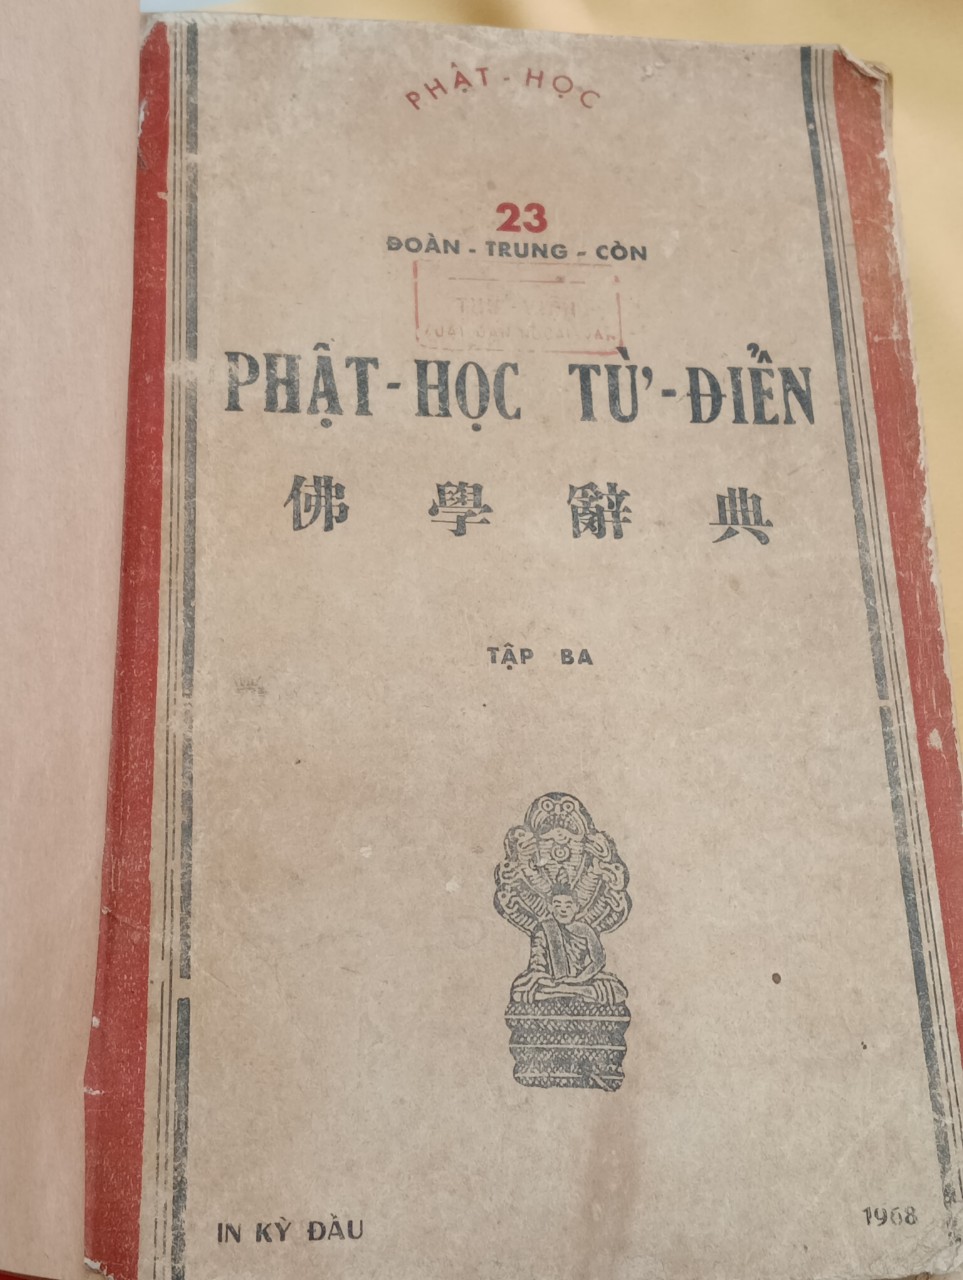 PHẬT - HỌC
23
ĐOÀN - TRUNG - CÒN
PHẬT - HỌC TỪ - ĐIỂN
佛 學 辭 典
TẬP BA
IN KỲ ĐẦU
1968